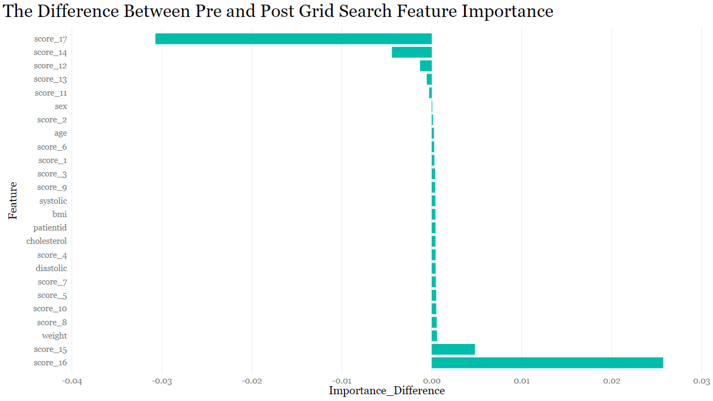 The Difference Between Pre and Post Grid Search Feature Importance
score_17
score_14
score_12
score_13
score_11
sex
score_2
age
score_6
score_1
score_3
score_9
systolic
bmi
patientid
cholesterol
score_4
diastolic
score_7
score_5
score_10
score_8
weight
score_15
score_16
Feature
-0.04 -0.03 -0.02 -0.01 0.00 0.01 0.02 0.03
Importance_Difference